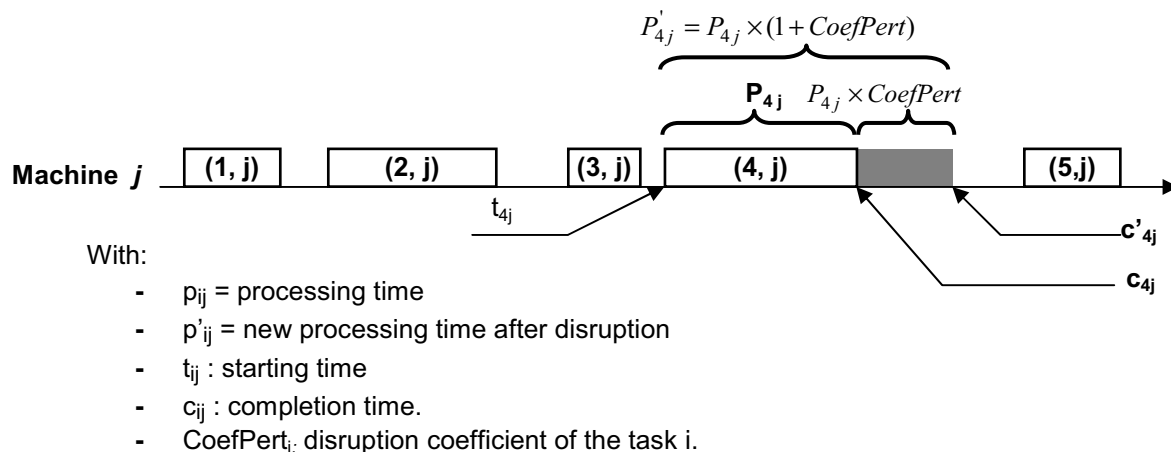 P'4j = P4j × (1 + CoefPert)
P4j P4j × CoefPert
Machine j (1, j) (2, j) (3, j) (4, j) (5,j)
t4j
c'4j
With:
c4j
- pij = processing time
- p'ij = new processing time after disruption
- tij : starting time
- cij : completion time.
- CoefPerti: disruption coefficient of the task i.